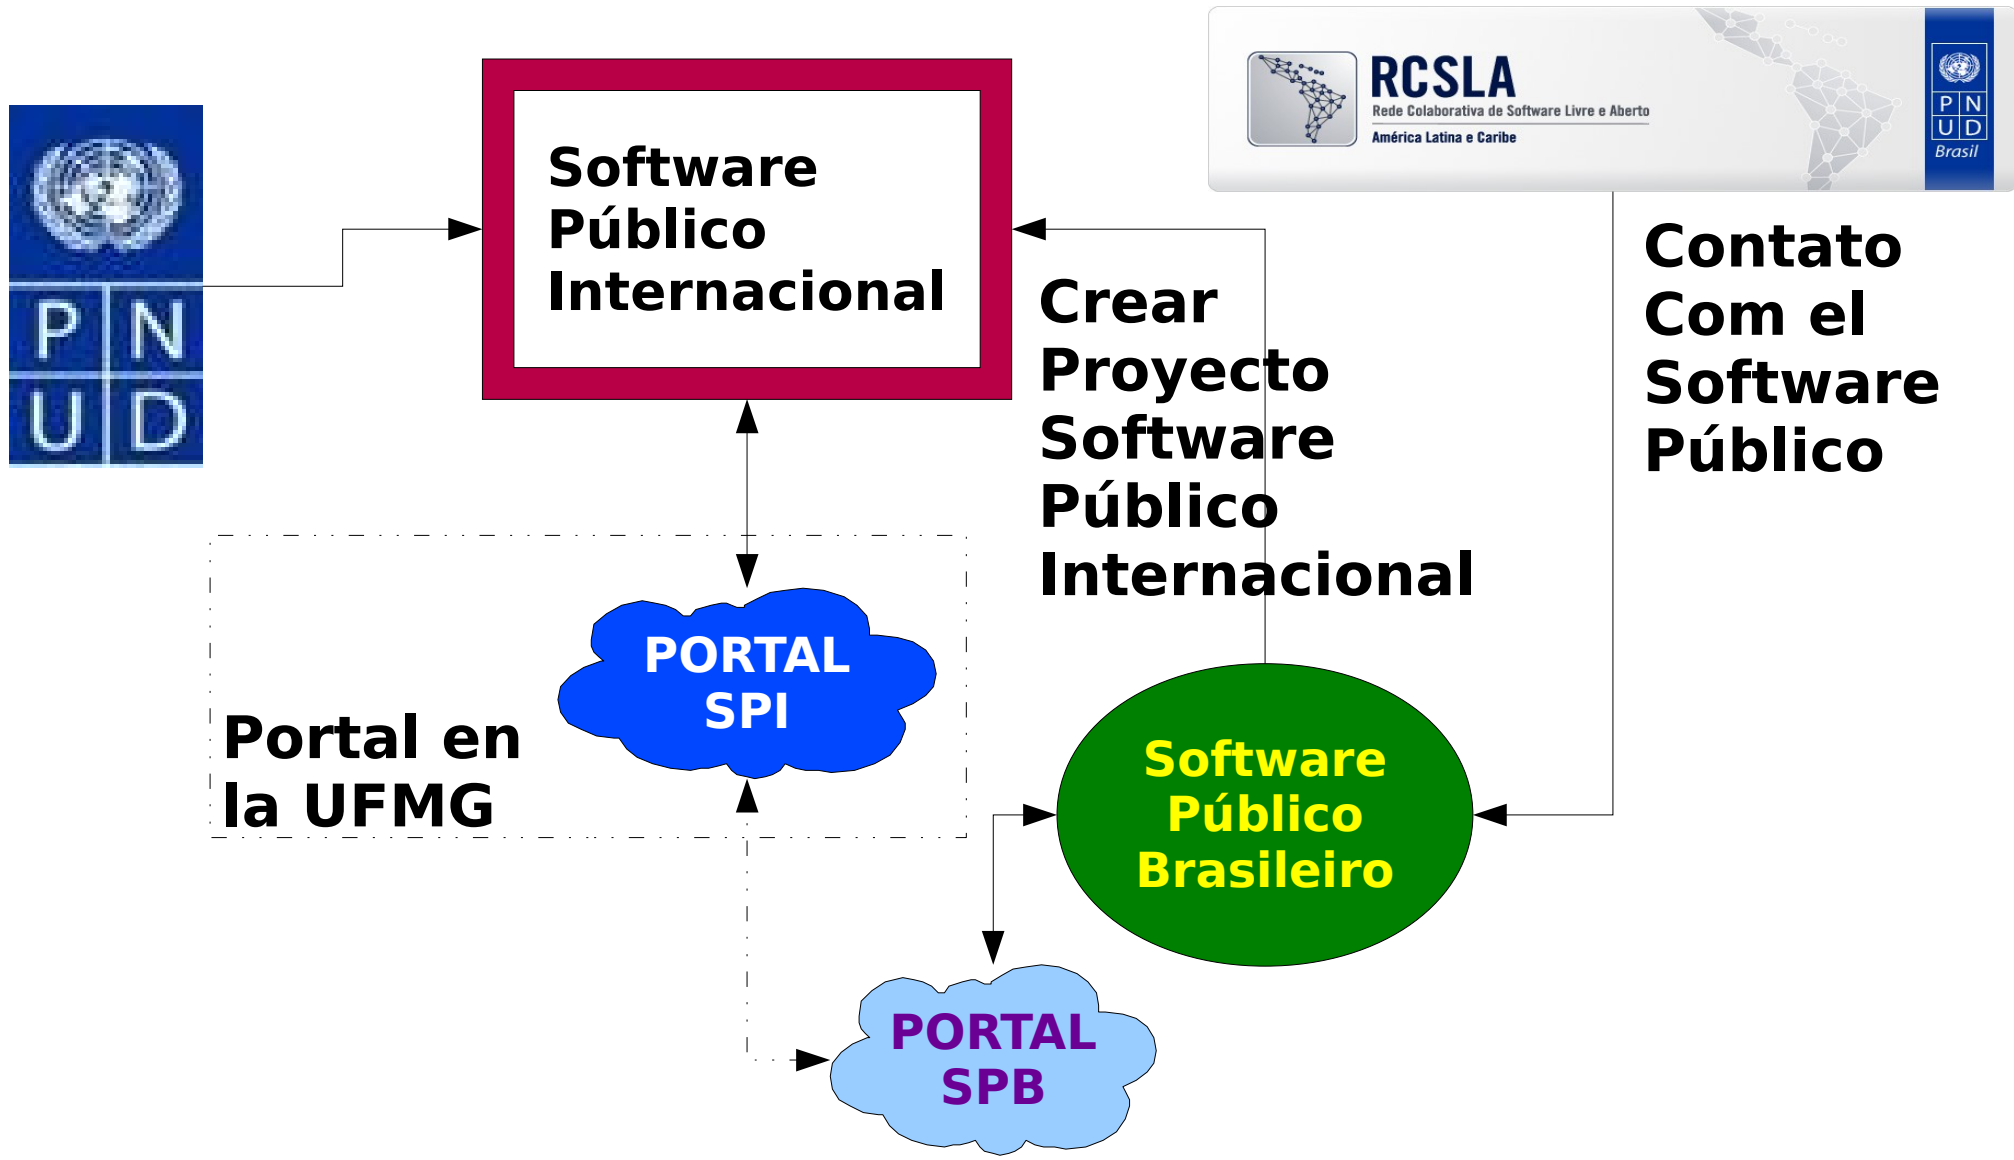 P N
U D
Software
Público
Internacional
RCSLA
Rede Colaborativa de Software Livre e Aberto
América Latina e Caribe
P N
U D
Brasil
Contato
Com el
Software
Público
Crear
Proyecto
Software
Público
Internacional
PORTAL
SPI
Portal en
la UFMG
Software
Público
Brasileiro
PORTAL
SPB